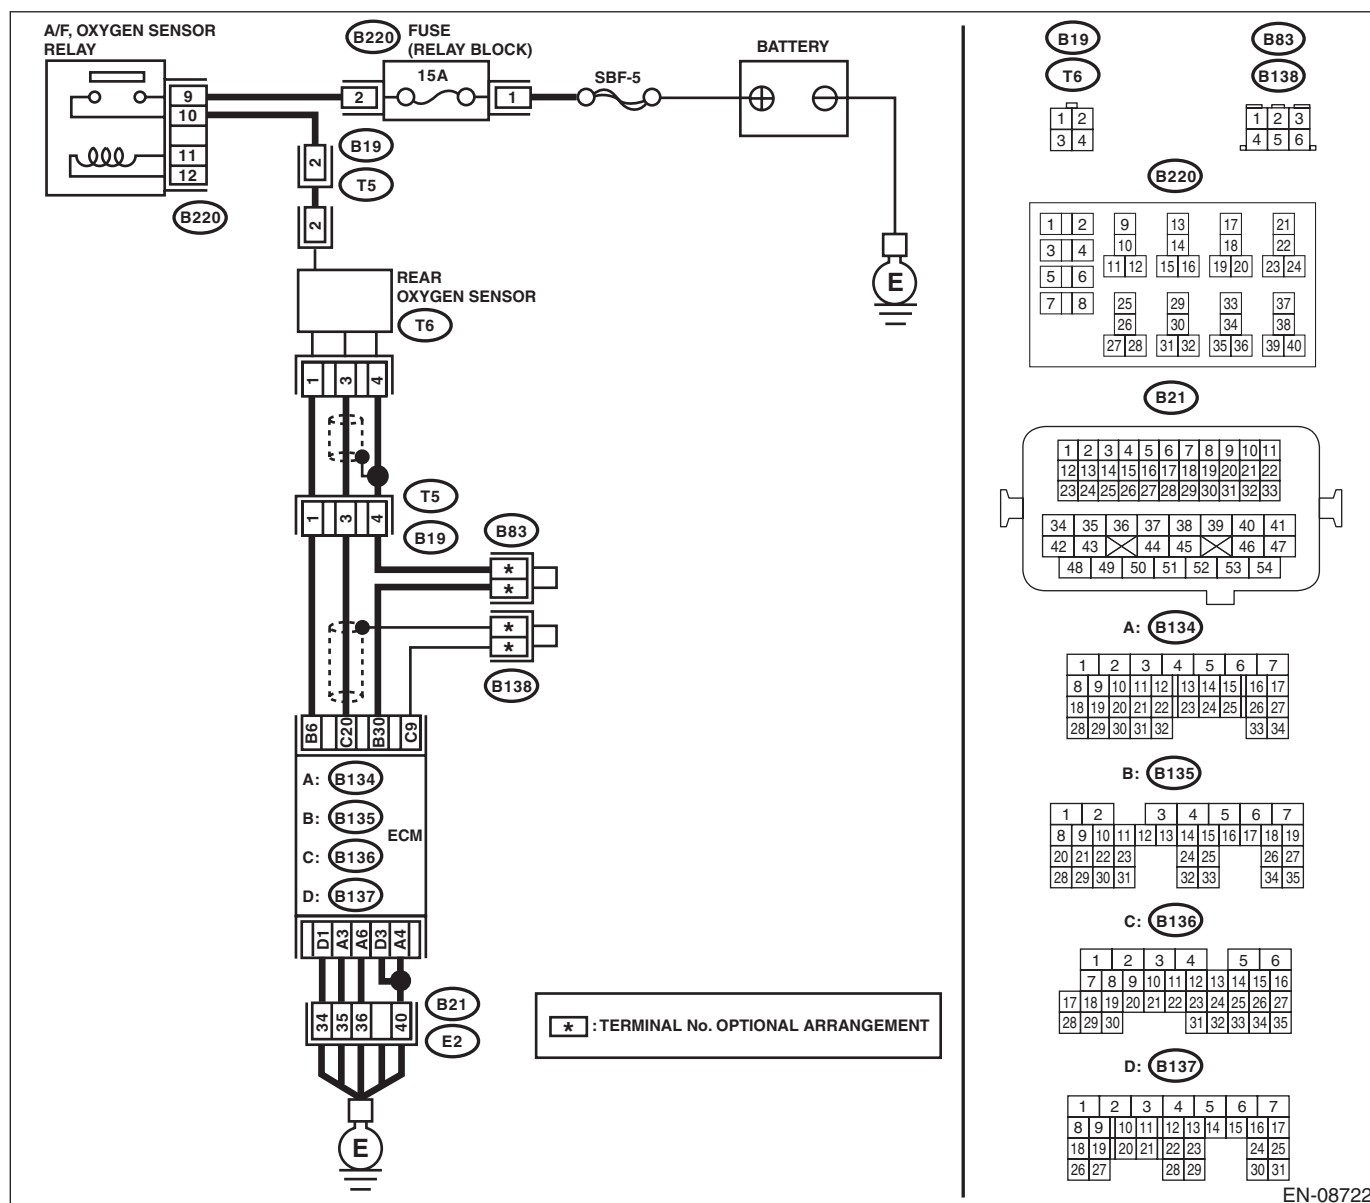 A/F, OXYGEN SENSOR
RELAY
B220
FUSE
(RELAY BLOCK)
15A
BATTERY
SBF-5
9
10
11
12
2
1
B220
2
B19
T5
2
REAR
OXYGEN SENSOR
T6
E
1 3 4
1 3 4
T5
B19
B83
*
*
*
*
B138
B6 C20 B30 C9
A: B134
B: B135
C: B136
D: B137
ECM
D1 A3 A6 D3 A4
34 35 36 40
B21
E2
E
* : TERMINAL No. OPTIONAL ARRANGEMENT
B19
T6
1 2
3 4
B83
B138
1 2 3
4 5 6
B220
1 2 9 13 17 21
3 4 10 14 18 22
11 12 15 16 19 20 23 24
5 6
7 8 25 29 33 37
26 30 34 38
27 28 31 32 35 36 39 40
B21
1 2 3 4 5 6 7 8 9 10 11
12 13 14 15 16 17 18 19 20 21 22
23 24 25 26 27 28 29 30 31 32 33
34 35 36 37 38 39 40 41
42 43 44 45 46 47
48 49 50 51 52 53 54
A: B134
1 2 3 4 5 6 7
8 9 10 11 12 13 14 15 16 17
18 19 20 21 22 23 24 25 26 27
28 29 30 31 32 33 34
B: B135
1 2 3 4 5 6 7
8 9 10 11 12 13 14 15 16 17 18 19
20 21 22 23 24 25 26 27
28 29 30 31 32 33 34 35
C: B136
1 2 3 4 5 6
7 8 9 10 11 12 13 14 15 16
17 18 19 20 21 22 23 24 25 26 27
28 29 30 31 32 33 34 35
D: B137
1 2 3 4 5 6 7
8 9 10 11 12 13 14 15 16 17
18 19 20 21 22 23 24 25
26 27 28 29 30 31
EN-08722